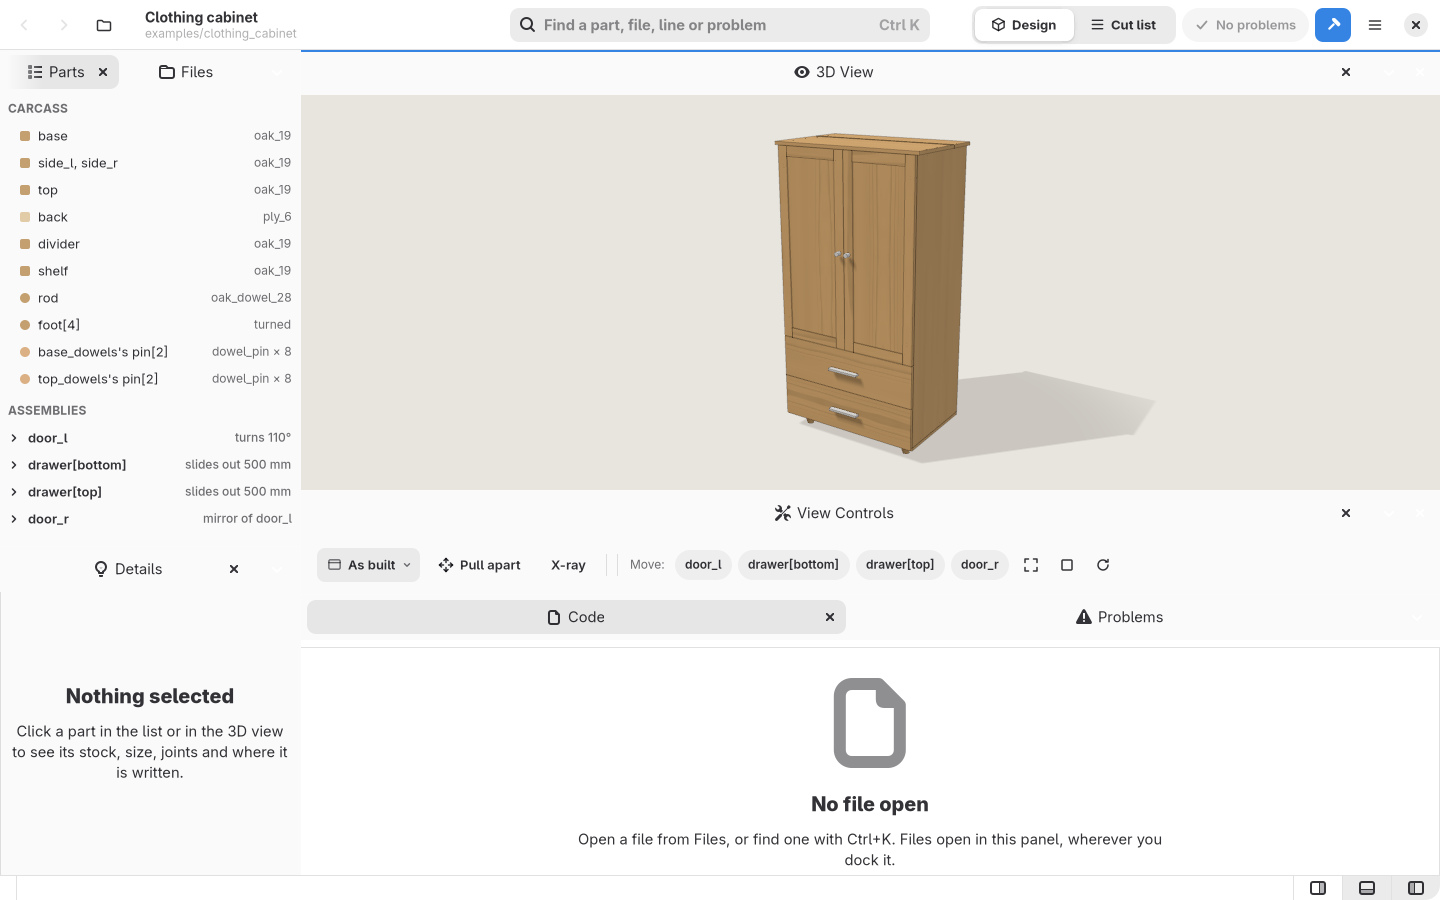 Clothing cabinet
examples/clothing_cabinet
Find a part, file, line or problem
Ctrl K
Design
Cut list
No problems
Parts
Files
3D View
CARCASS
base oak_19
side_l, side_r oak_19
top oak_19
back ply_6
divider oak_19
shelf oak_19
rod oak_dowel_28
foot[4] turned
base_dowels's pin[2] dowel_pin × 8
top_dowels's pin[2] dowel_pin × 8
ASSEMBLIES
door_l turns 110°
drawer[bottom] slides out 500 mm
drawer[top] slides out 500 mm
door_r mirror of door_l
View Controls
As built
Pull apart
X-ray
Move:
door_l
drawer[bottom]
drawer[top]
door_r
Details
Nothing selected
Click a part in the list or in the 3D view
to see its stock, size, joints and where it
is written.
Code
Problems
No file open
Open a file from Files, or find one with Ctrl+K. Files open in this panel, wherever you
dock it.